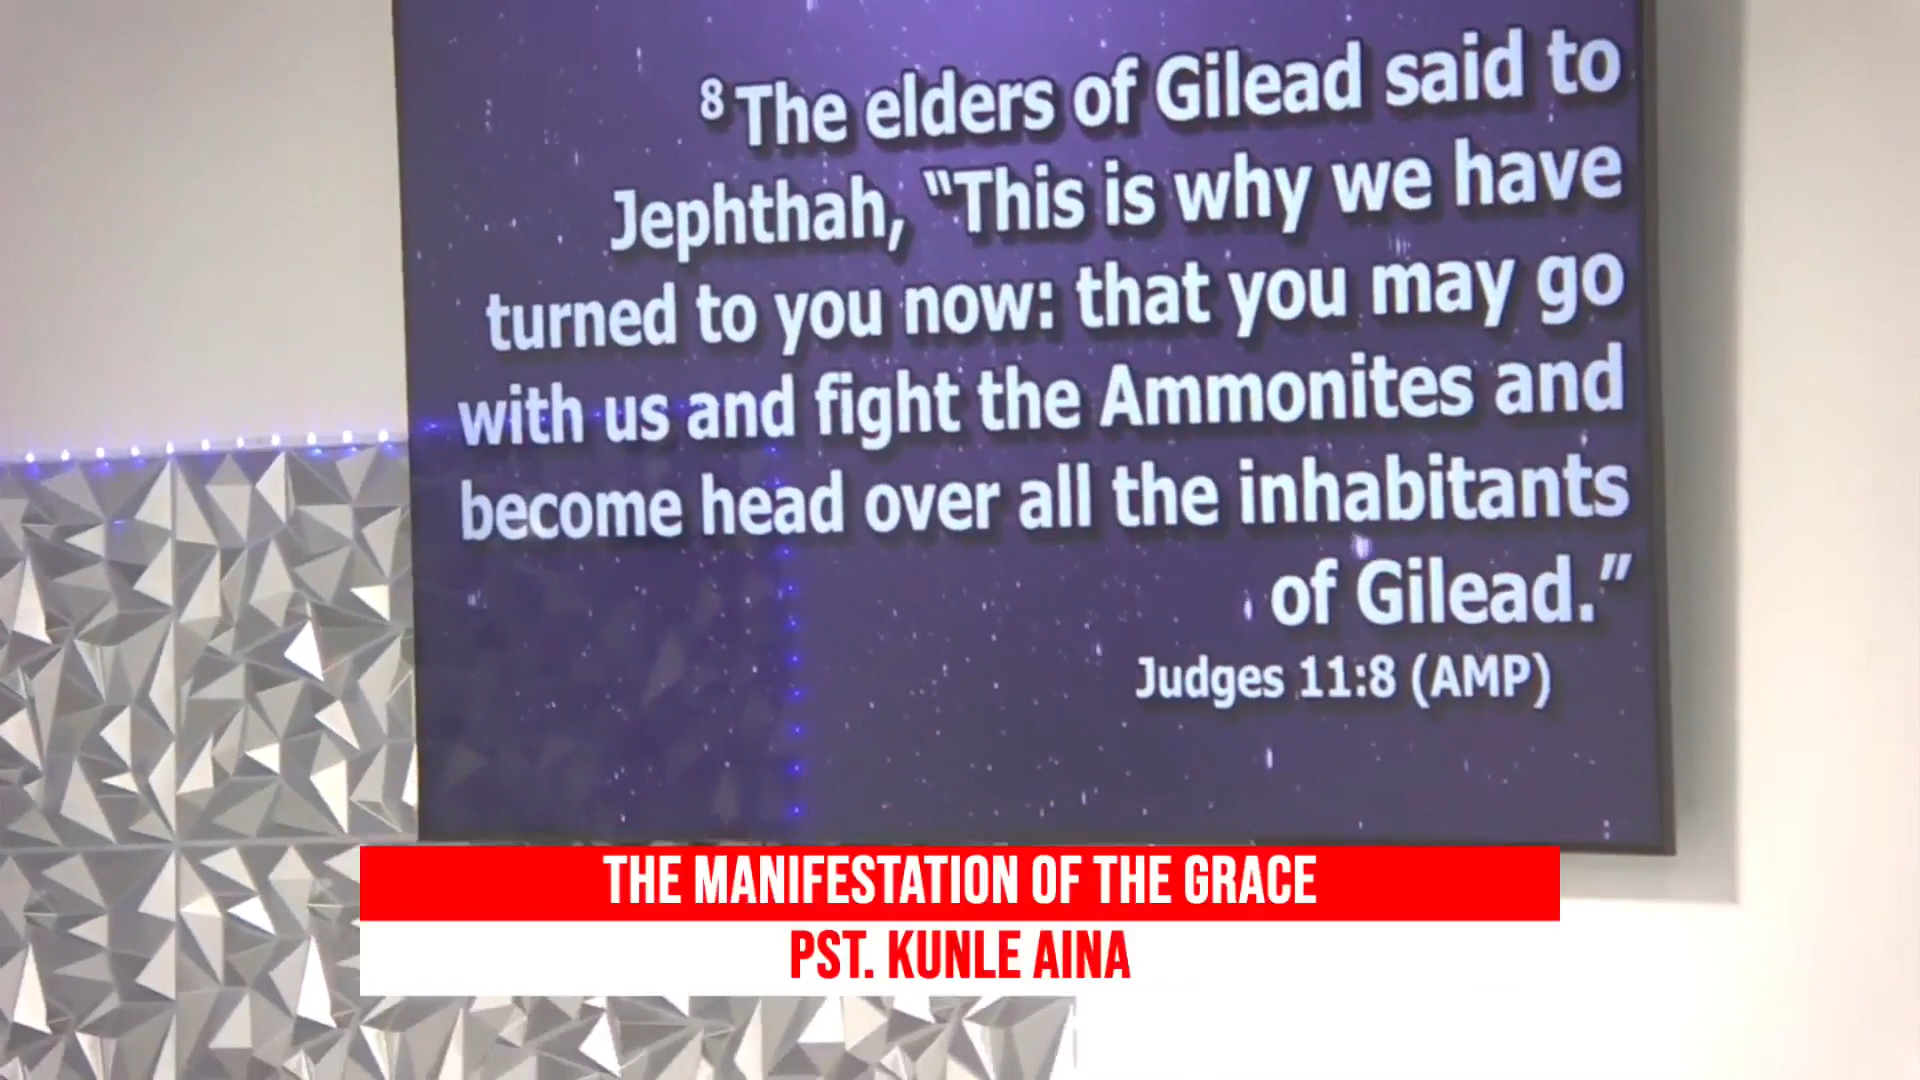 8 The elders of Gilead said to
Jephthah, “This is why we have
turned to you now: that you may go
with us and fight the Ammonites and
become head over all the inhabitants
of Gilead.”
Judges 11:8 (AMP)
THE MANIFESTATION OF THE GRACE
PST. KUNLE AINA